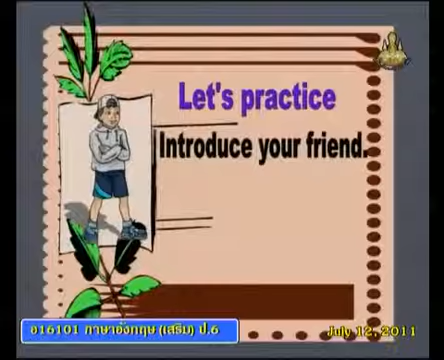 Let's practice
Introduce your friend.
อ16101 ภาษาอังกฤษ (เสริม) ป.6
July 12, 2011